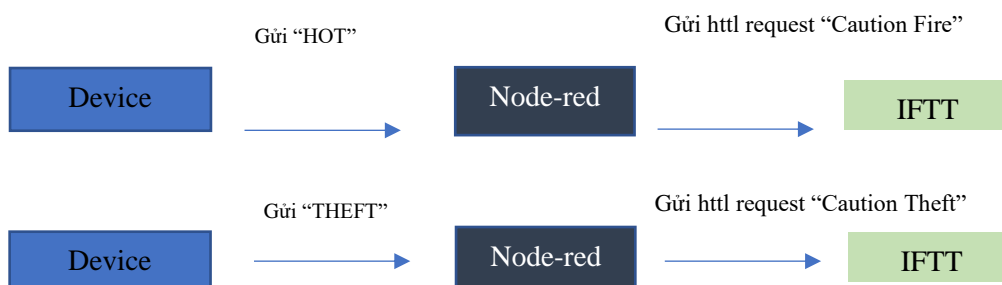 Gửi “HOT”
Gửi httl request “Caution Fire”
Device
Node-red
IFTT
Gửi “THEFT”
Gửi httl request “Caution Theft”
Device
Node-red
IFTT